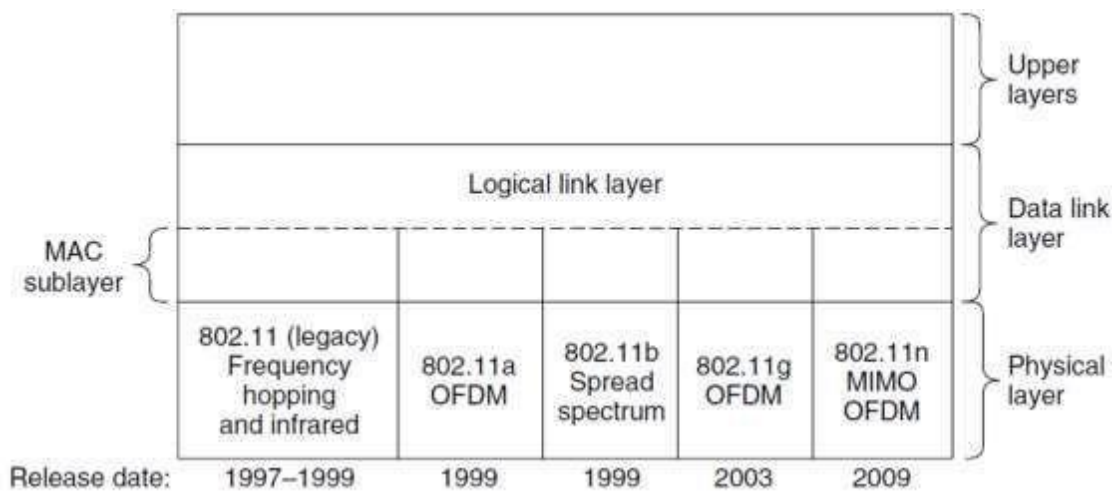 Upper
layers
Logical link layer
Data link
layer
MAC
sublayer
802.11 (legacy)
Frequency
hopping
and infrared
802.11a
OFDM
802.11b
Spread
spectrum
802.11g
OFDM
802.11n
MIMO
OFDM
Physical
layer
Release date: 1997–1999 1999 1999 2003 2009